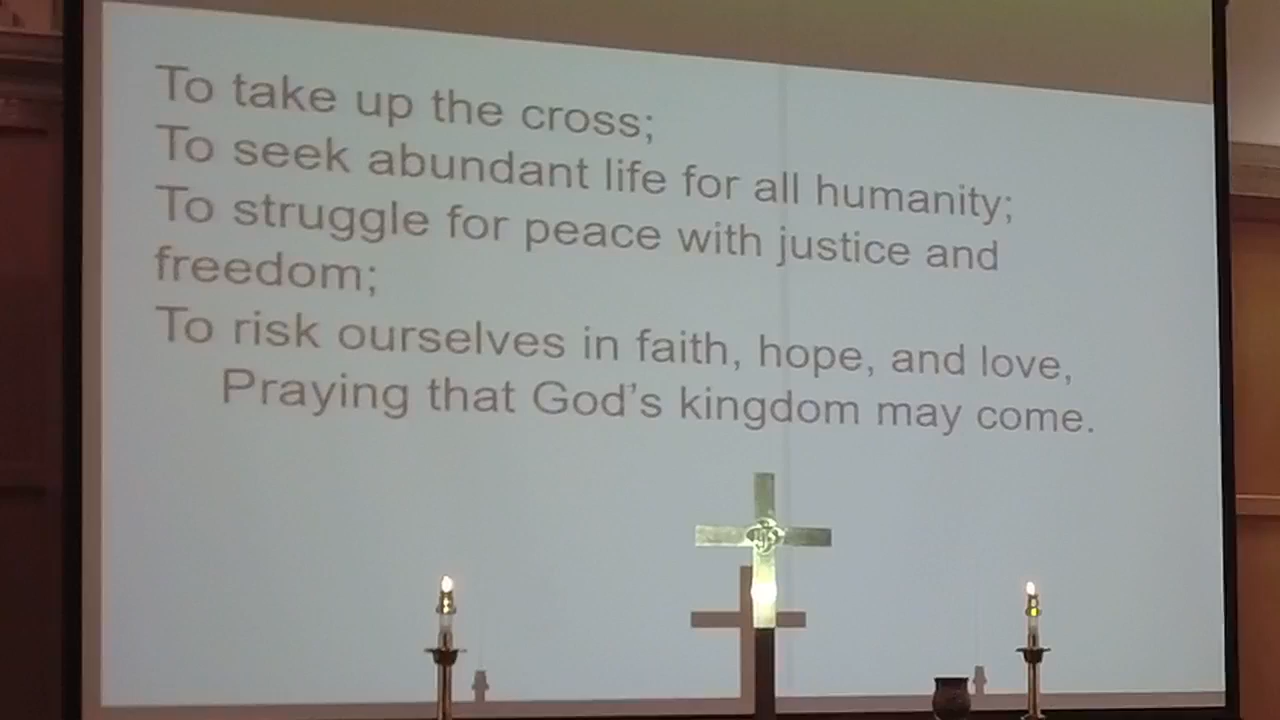 To take up the cross;
To seek abundant life for all humanity;
To struggle for peace with justice and
freedom;
To risk ourselves in faith, hope, and love,
Praying that God's kingdom may come.